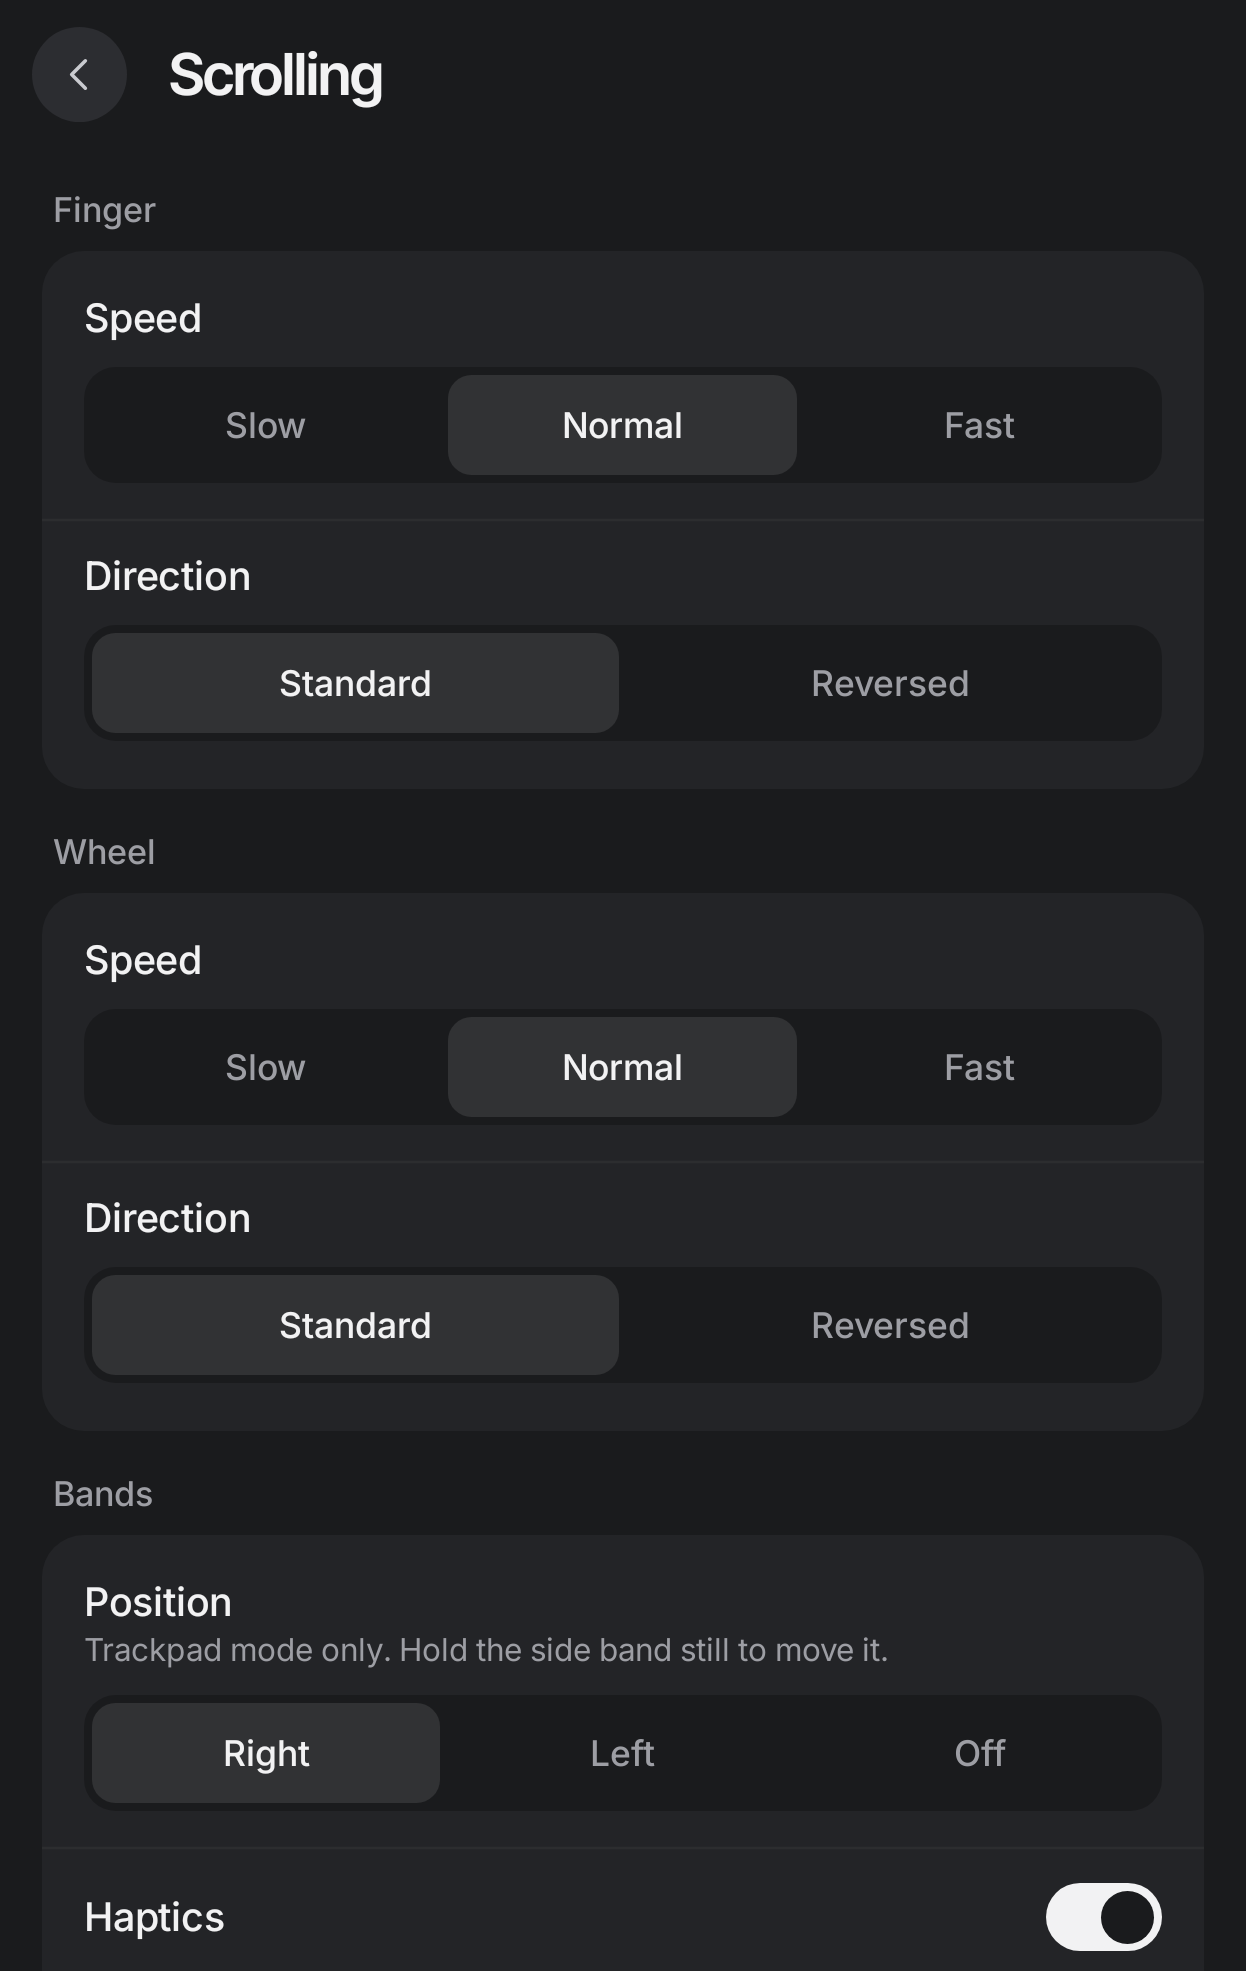 Scrolling
Finger
Speed
Slow Normal Fast
Direction
Standard Reversed
Wheel
Speed
Slow Normal Fast
Direction
Standard Reversed
Bands
Position
Trackpad mode only. Hold the side band still to move it.
Right Left Off
Haptics